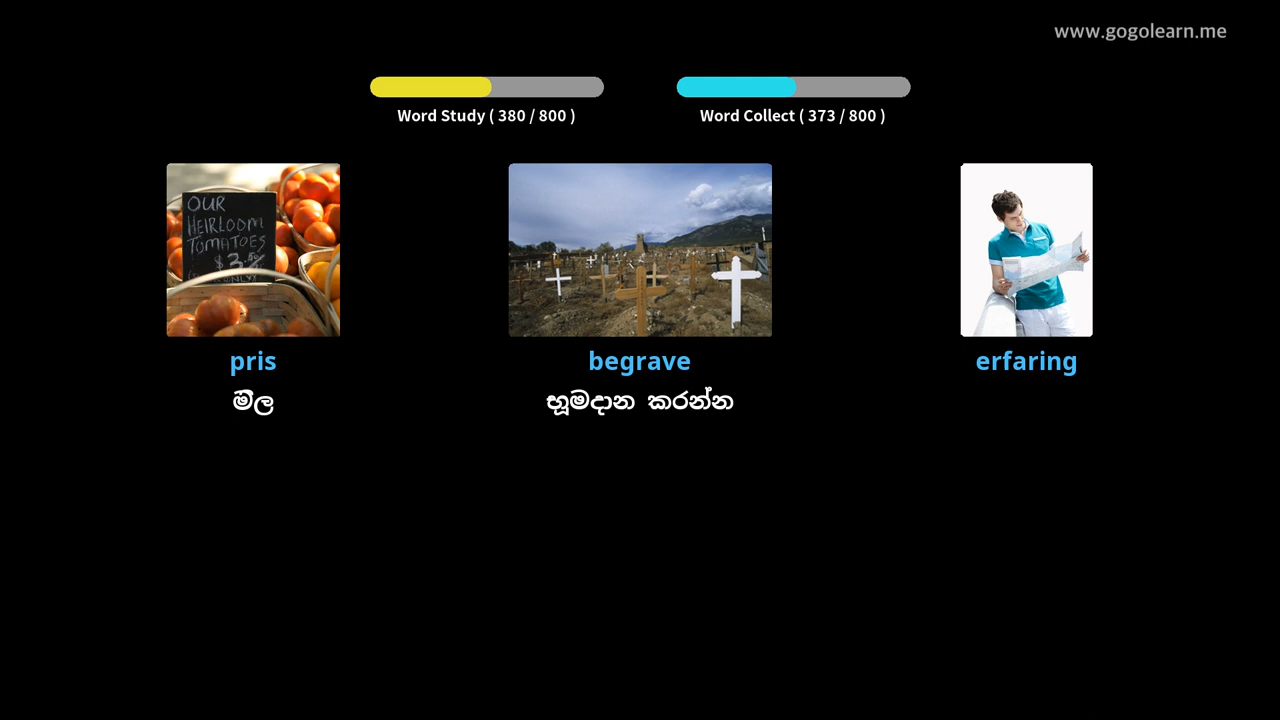 www.gogolearn.me
Word Study ( 380 / 800 )
Word Collect ( 373 / 800 )
OUR
HEIRLOOM
TOMATOES
pris
begrave
erfaring
මිල
භූමදාන කරන්න